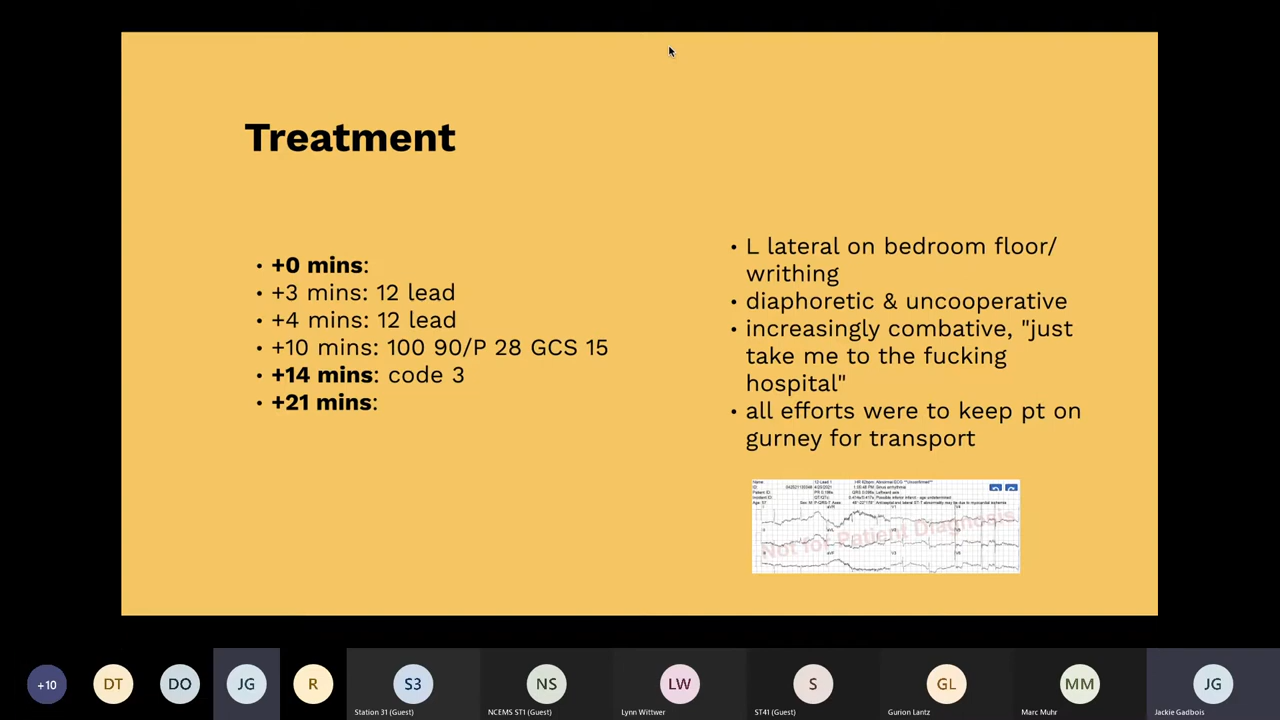 Treatment
• +0 mins:
• +3 mins: 12 lead
• +4 mins: 12 lead
• +10 mins: 100 90/P 28 GCS 15
• +14 mins: code 3
• +21 mins:
• L lateral on bedroom floor/
writhing
• diaphoretic & uncooperative
• increasingly combative, "just
take me to the fucking
hospital"
• all efforts were to keep pt on
gurney for transport
Not for Patient Diagnosis
+10
DT
DO
JG
R
S3
Station 31 (Guest)
NS
NCEMS ST1 (Guest)
LW
Lynn Wittwer
S
ST41 (Guest)
GL
Gurion Lantz
MM
Marc Muhr
JG
Jackie Gadbois